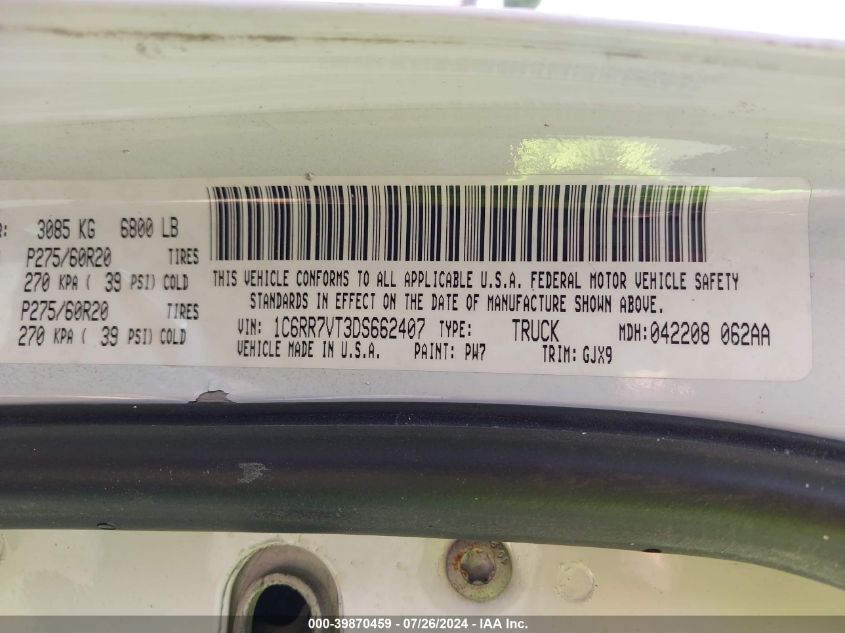 R: 3085 KG 6800 LB
P275/60R20 TIRES
270 KPA ( 39 PSI) COLD
P275/60R20 TIRES
270 KPA ( 39 PSI) COLD
THIS VEHICLE CONFORMS TO ALL APPLICABLE U.S.A. FEDERAL MOTOR VEHICLE SAFETY
STANDARDS IN EFFECT ON THE DATE OF MANUFACTURE SHOWN ABOVE.
VIN: 1C6RR7VT3DS662407 TYPE: TRUCK MDH: 042208 062AA
VEHICLE MADE IN U.S.A. PAINT: PW7 TRIM: GJX9
000-39870459 - 07/26/2024 - IAA Inc.